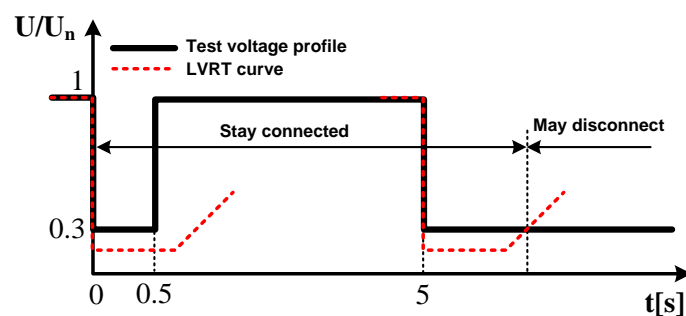 U/Un
Test voltage profile
LVRT curve
1
Stay connected
May disconnect
0.3
0
0.5
5
t[s]